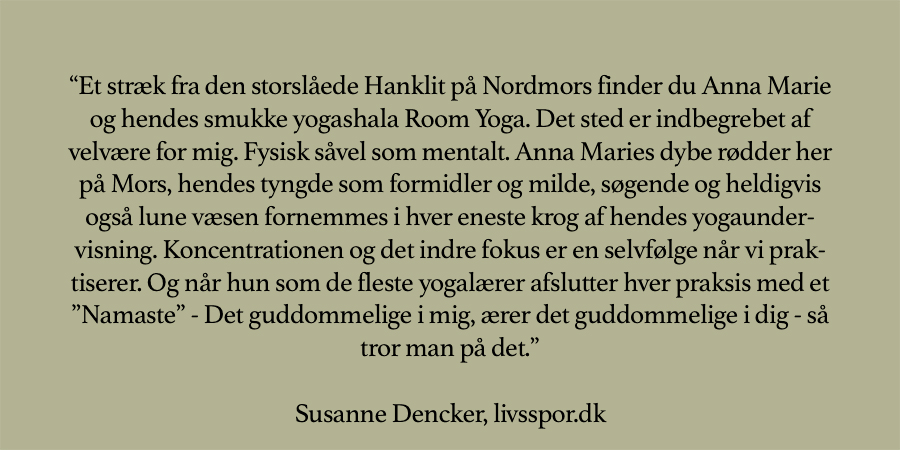 “Et stræk fra den storslåede Hanklit på Nordmors finder du Anna Marie
og hendes smukke yogashala Room Yoga. Det sted er indbegrebet af
velvære for mig. Fysisk såvel som mentalt. Anna Maries dybe rødder her
på Mors, hendes tyngde som formidler og milde, søgende og heldigvis
også lune væsen fornemmes i hver eneste krog af hendes yogaunder-
visning. Koncentrationen og det indre fokus er en selvfølge når vi prak-
tiserer. Og når hun som de fleste yogalærer afslutter hver praksis med et
”Namaste” - Det guddommelige i mig, ærer det guddommelige i dig - så
tror man på det.”
Susanne Dencker, livsspor.dk